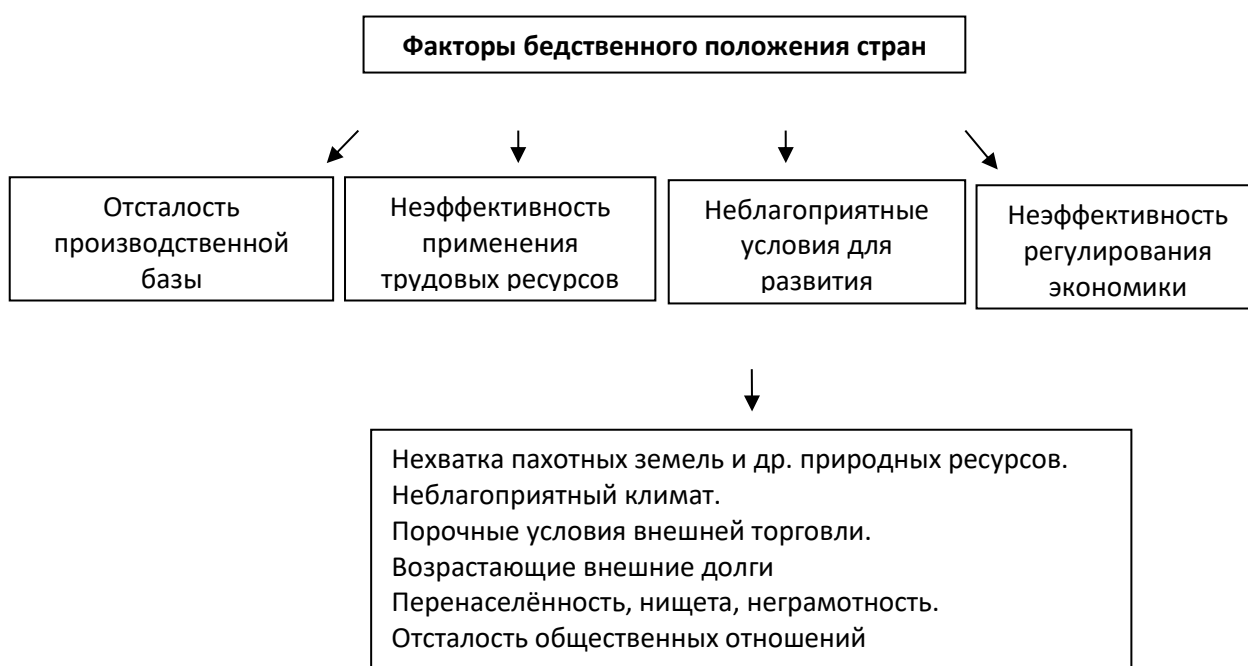 Факторы бедственного положения стран
Отсталость
производственной
базы
Неэффективность
применения
трудовых ресурсов
Неблагоприятные
условия для
развития
Неэффективность
регулирования
экономики
Нехватка пахотных земель и др. природных ресурсов.
Неблагоприятный климат.
Порочные условия внешней торговли.
Возрастающие внешние долги
Перенаселённость, нищета, неграмотность.
Отсталость общественных отношений